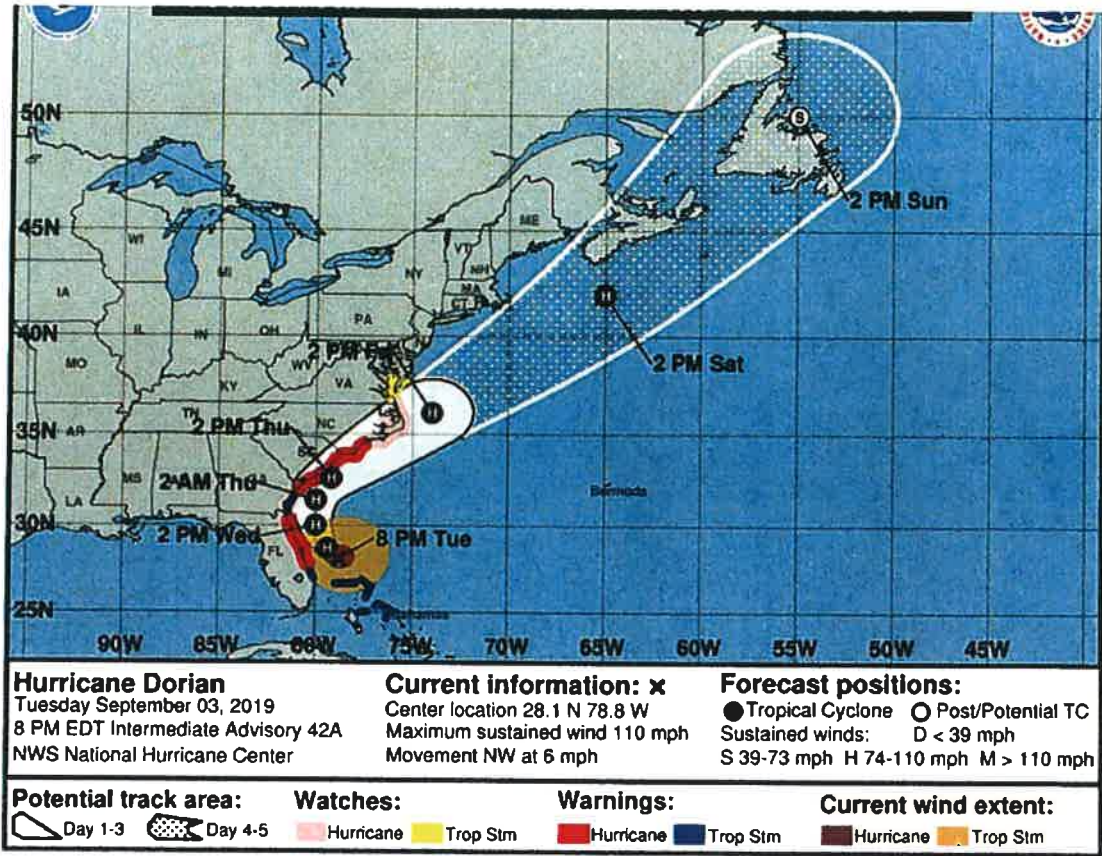 50N
2 PM Sun
45N
WI
MI
ME
VT
NH
NY
MA
CT
IA
PA
40N
IL
IN
OH
2 PM Sat
MO
WV
KY
VA
TN
NC
2 PM Thu
35N
AR
SC
2 AM Thu
MS
LA
Bermuda
30N
2 PM Wed
FL
8 PM Tue
25N
Bahamas
90W 85W 80W 75W 70W 65W 60W 55W 50W 45W
H
H
H
H
H
H
H
S
Hurricane Dorian
Tuesday September 03, 2019
8 PM EDT Intermediate Advisory 42A
NWS National Hurricane Center
Current information: x
Center location 28.1 N 78.8 W
Maximum sustained wind 110 mph
Movement NW at 6 mph
Forecast positions:
Tropical Cyclone Post/Potential TC
Sustained winds: D < 39 mph
S 39-73 mph H 74-110 mph M > 110 mph
Potential track area:
Day 1-3 Day 4-5
Watches:
Hurricane Trop Stm
Warnings:
Hurricane Trop Stm
Current wind extent:
Hurricane Trop Stm